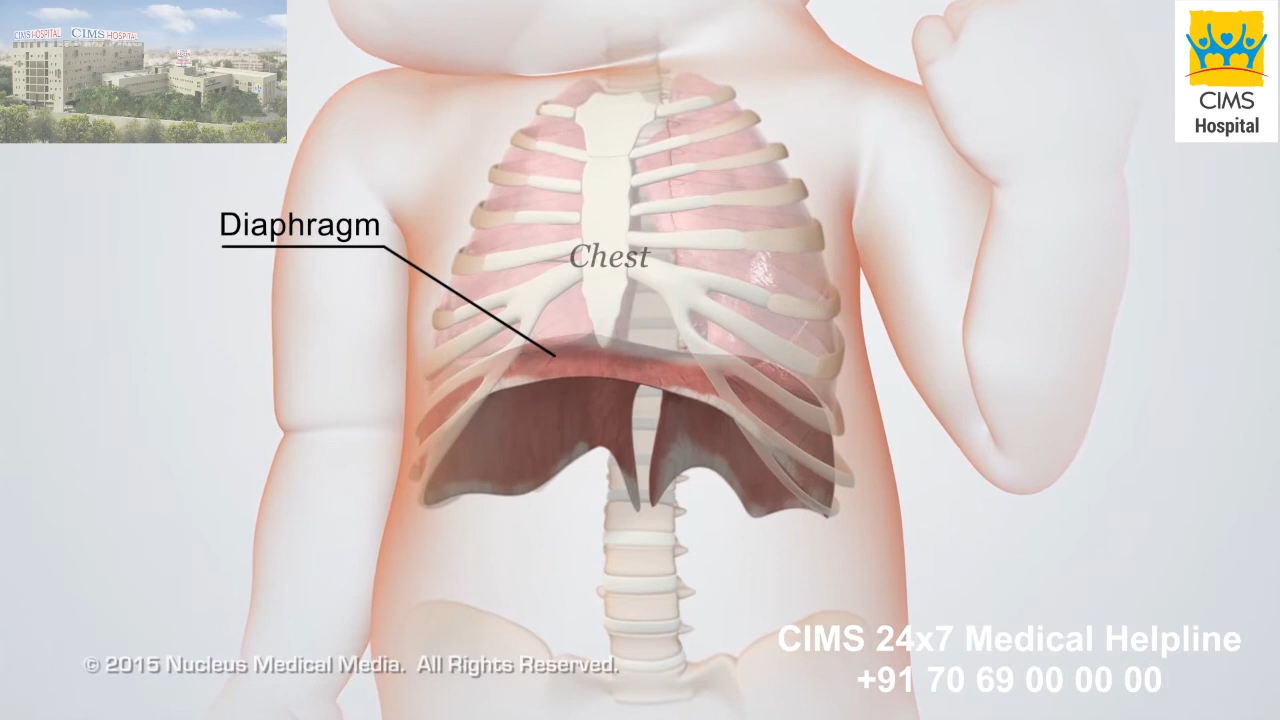 CIMS HOSPITAL CIMS HOSPITAL
CIMS
Hospital
Diaphragm
Chest
© 2015 Nucleus Medical Media. All Rights Reserved.
CIMS 24x7 Medical Helpline
+91 70 69 00 00 00